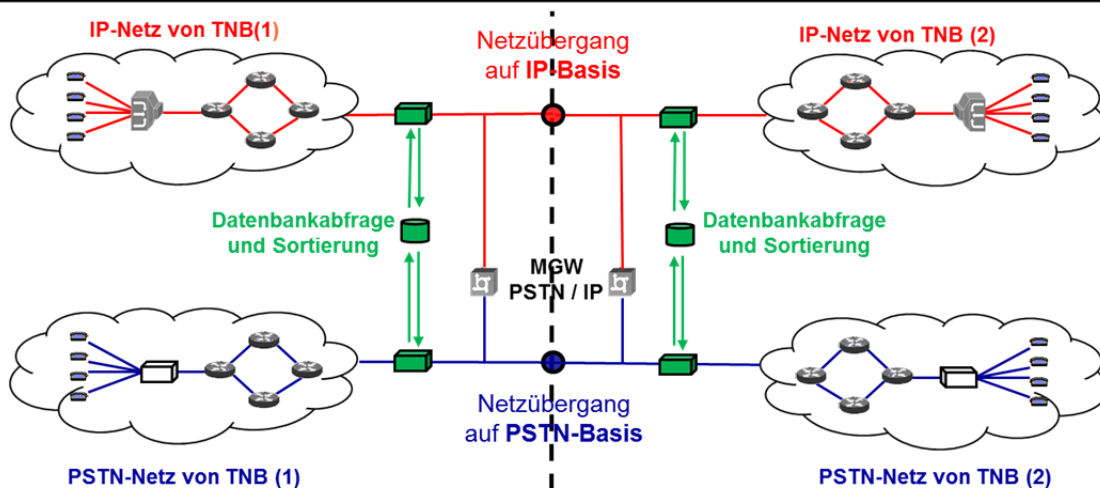 IP-Netz von TNB(1)
Netzübergang
auf IP-Basis
IP-Netz von TNB (2)
Datenbankabfrage
und Sortierung
Datenbankabfrage
und Sortierung
MGW
PSTN / IP
Netzübergang
auf PSTN-Basis
PSTN-Netz von TNB (1)
PSTN-Netz von TNB (2)